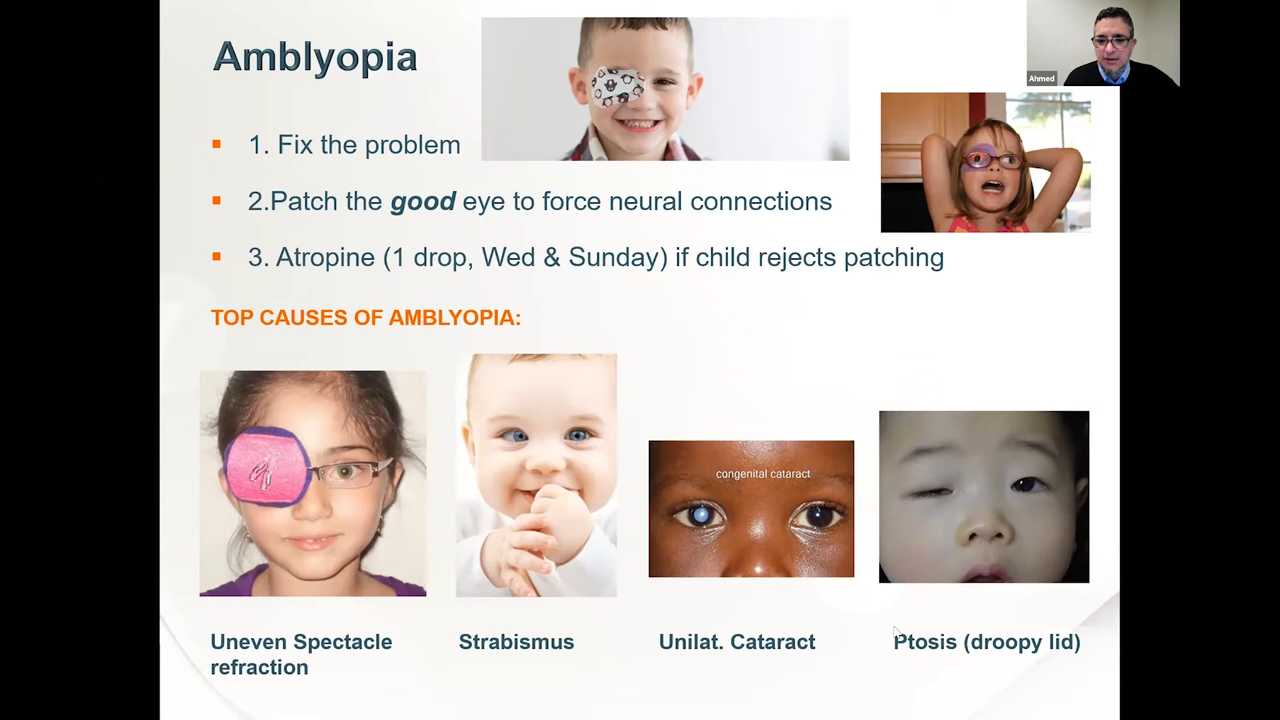 Amblyopia
Ahmed
1. Fix the problem
2.Patch the good eye to force neural connections
3. Atropine (1 drop, Wed & Sunday) if child rejects patching
TOP CAUSES OF AMBLYOPIA:
congenital cataract
Uneven Spectacle
refraction
Strabismus
Unilat. Cataract
Ptosis (droopy lid)